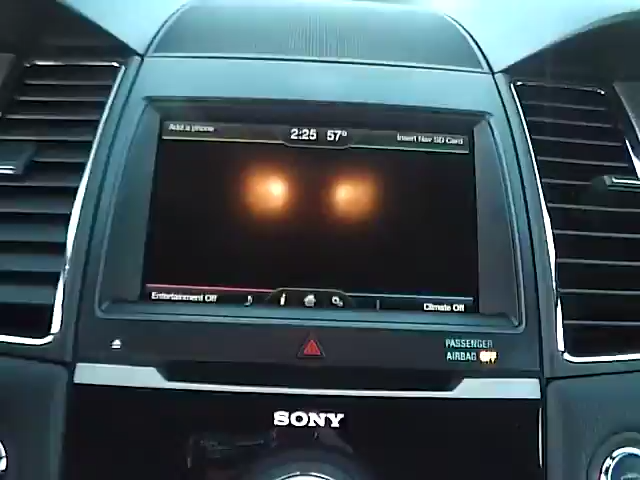 Add a phone
2:25 57°
Insert Nav SD Card
Entertainment Off
Climate Off
PASSENGER
AIRBAG OFF
SONY